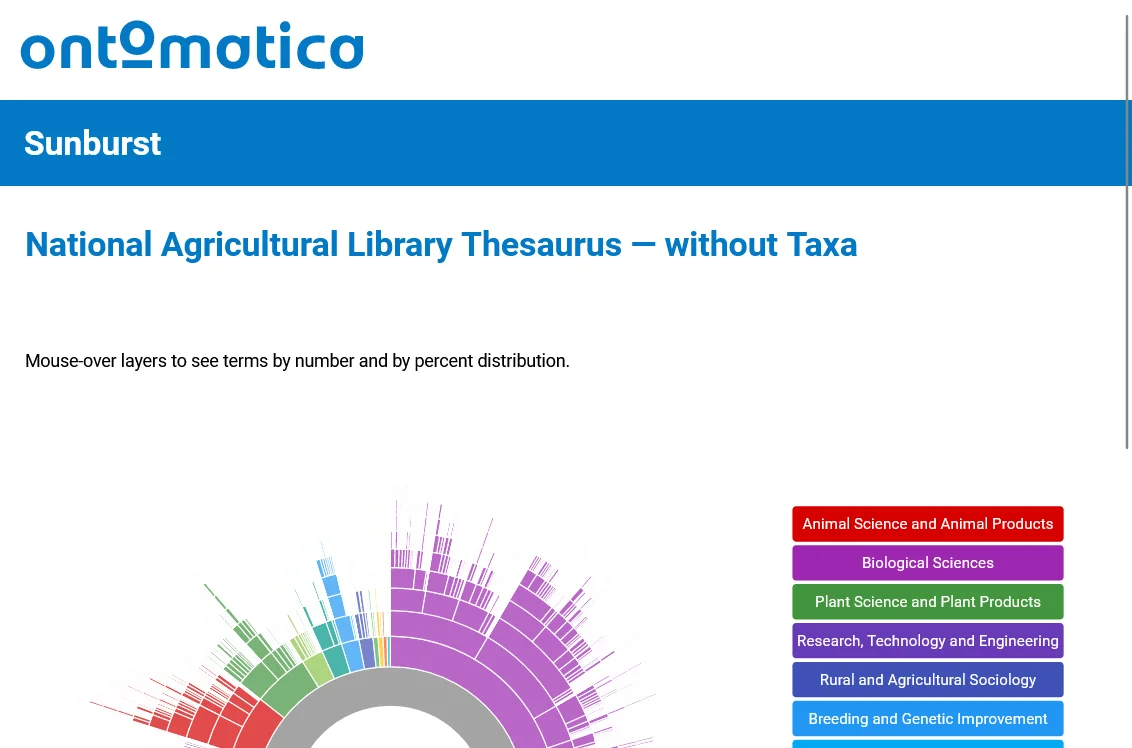 ontomatica
Sunburst
National Agricultural Library Thesaurus — without Taxa
Mouse-over layers to see terms by number and by percent distribution.
Animal Science and Animal Products
Biological Sciences
Plant Science and Plant Products
Research, Technology and Engineering
Rural and Agricultural Sociology
Breeding and Genetic Improvement